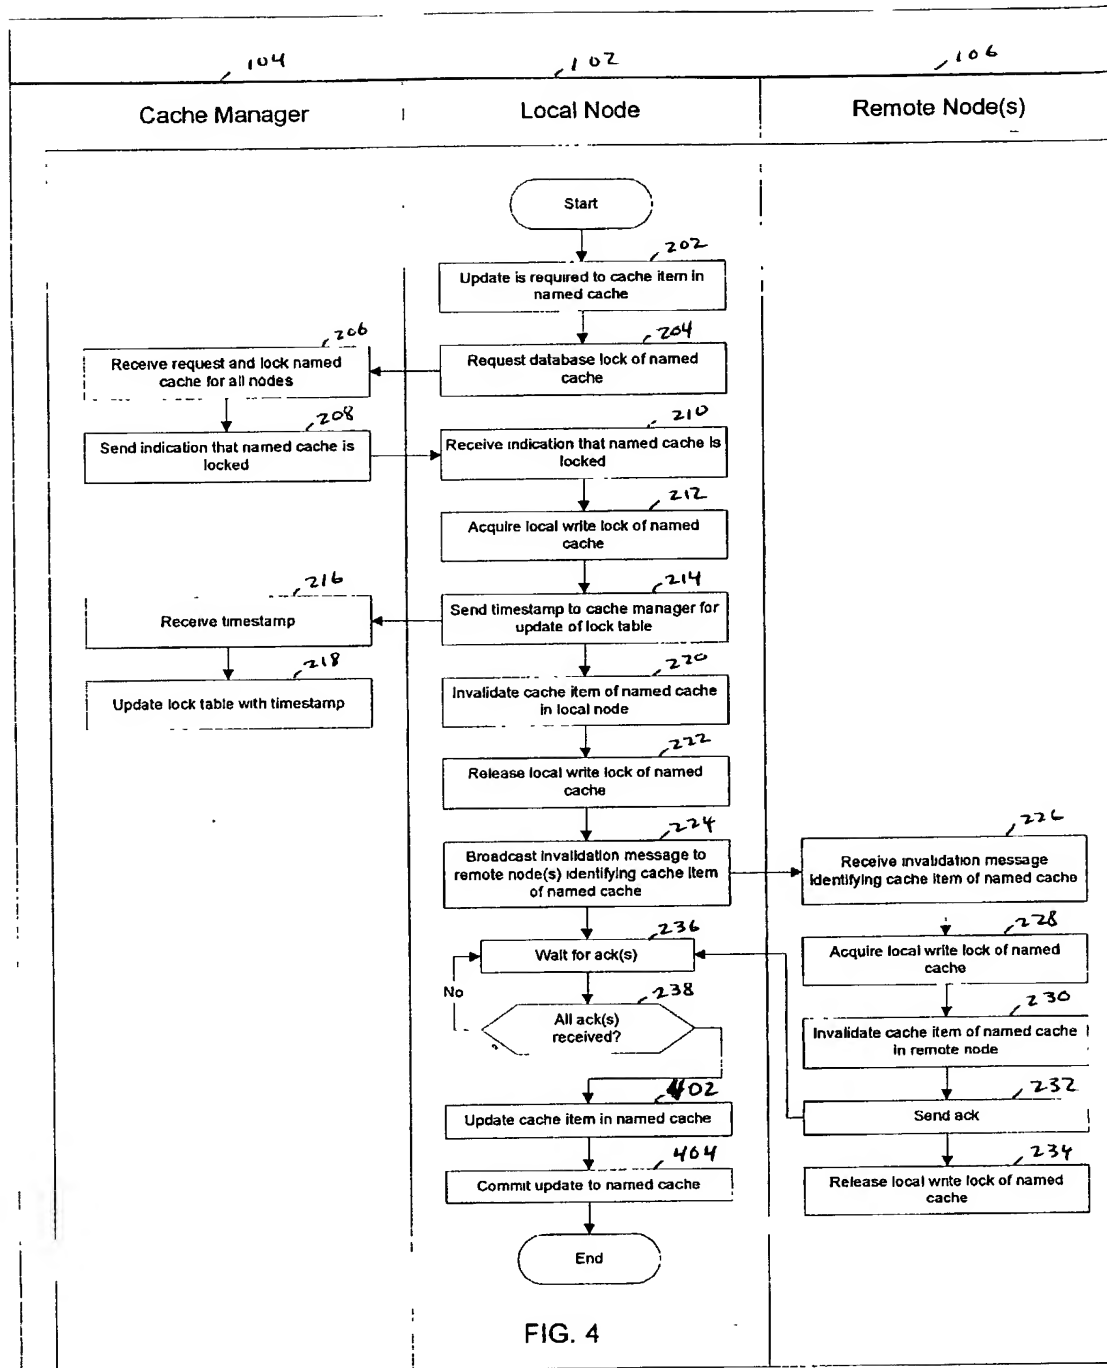 104
102
106
Cache Manager
Local Node
Remote Node(s)
Start
202
Update is required to cache item in
named cache
206
204
Receive request and lock named
cache for all nodes
Request database lock of named
cache
208
210
Send indication that named cache is
locked
Receive indication that named cache is
locked
212
Acquire local write lock of named
cache
216
214
Receive timestamp
Send timestamp to cache manager for
update of lock table
218
220
Update lock table with timestamp
Invalidate cache item of named cache
in local node
222
Release local write lock of named
cache
224
226
Broadcast invalidation message to
remote node(s) identifying cache item
of named cache
Receive invalidation message
identifying cache item of named cache
236
228
Wait for ack(s)
Acquire local write lock of named
cache
No
238
230
All ack(s)
received?
Invalidate cache item of named cache
in remote node
402
232
Update cache item in named cache
Send ack
404
234
Commit update to named cache
Release local write lock of named
cache
End
FIG. 4